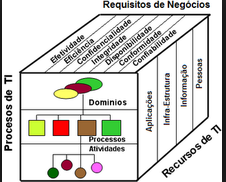 Requisitos de Negócios
Efetividade
Eficiência
Confidencialidade
Integridade
Disponibilidade
Conformidade
Confiabilidade
Processos de TI
Domínios
Processos
Atividades
Aplicações
Infra-Estrutura
Informação
Pessoas
Recursos de TI